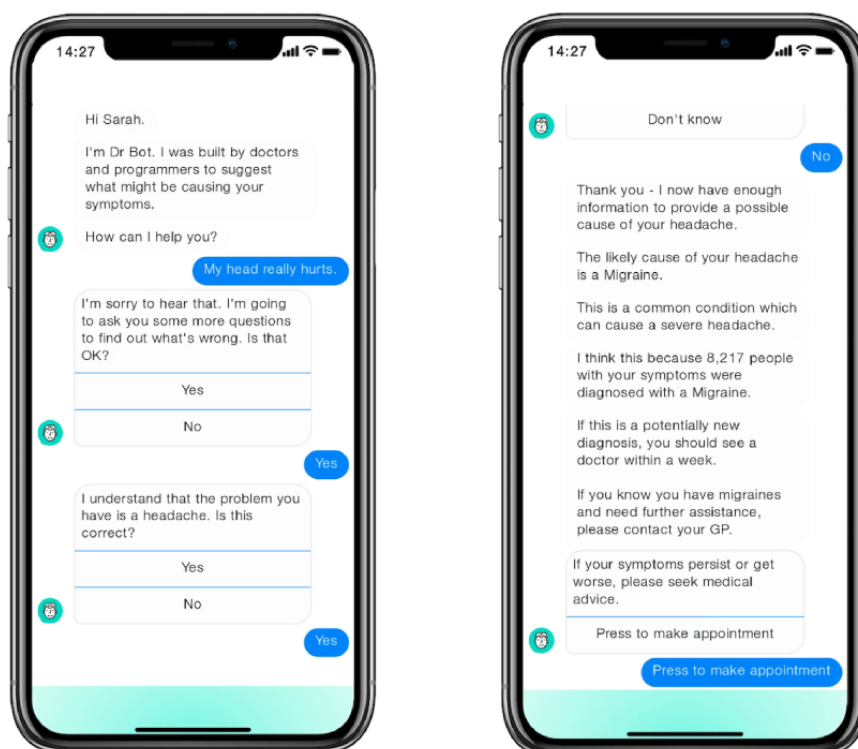 14:27
Hi Sarah.
I'm Dr Bot. I was built by doctors
and programmers to suggest
what might be causing your
symptoms.
How can I help you?
My head really hurts.
I'm sorry to hear that. I'm going
to ask you some more questions
to find out what's wrong. Is that
OK?
Yes
No
Yes
I understand that the problem you
have is a headache. Is this
correct?
Yes
No
Yes
14:27
Don't know
No
Thank you - I now have enough
information to provide a possible
cause of your headache.
The likely cause of your headache
is a Migraine.
This is a common condition which
can cause a severe headache.
I think this because 8,217 people
with your symptoms were
diagnosed with a Migraine.
If this is a potentially new
diagnosis, you should see a
doctor within a week.
If you know you have migraines
and need further assistance,
please contact your GP.
If your symptoms persist or get
worse, please seek medical
advice.
Press to make appointment
Press to make appointment